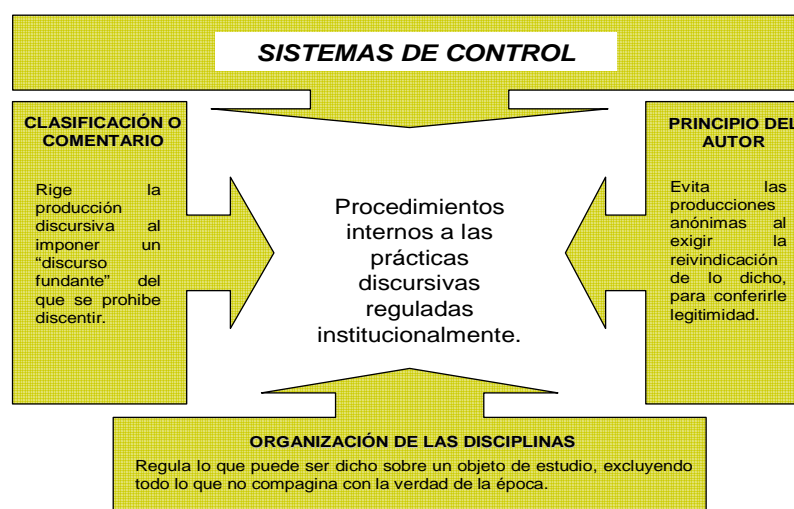 SISTEMAS DE CONTROL
CLASIFICACIÓN O
COMENTARIO
Rige la
producción
discursiva al
imponer un
“discurso
fundante” del
que se prohibe
discentir.
Procedimientos
internos a las
prácticas
discursivas
reguladas
institucionalmente.
PRINCIPIO DEL
AUTOR
Evita las
producciones
anónimas al
exigir la
reivindicación
de lo dicho,
para conferirle
legitimidad.
ORGANIZACIÓN DE LAS DISCIPLINAS
Regula lo que puede ser dicho sobre un objeto de estudio, excluyendo
todo lo que no compagina con la verdad de la época.